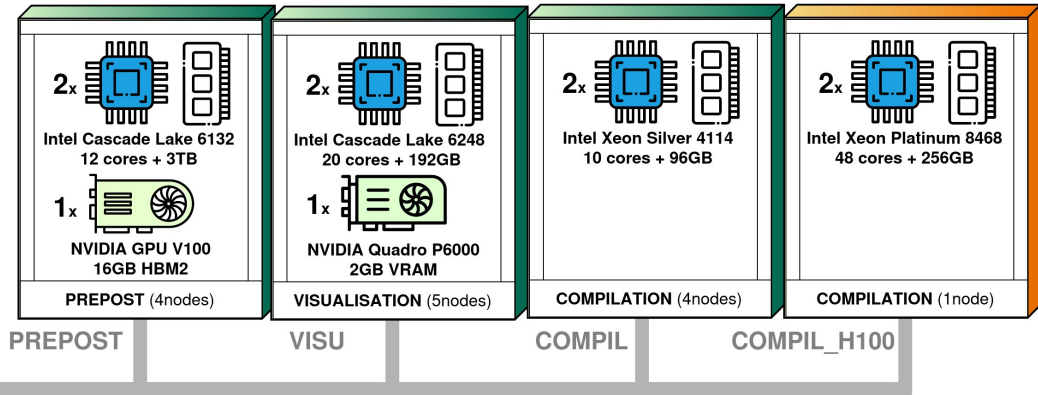 2x
Intel Cascade Lake 6132
12 cores + 3TB
1x
NVIDIA GPU V100
16GB HBM2
PREPOST (4nodes)
PREPOST
2x
Intel Cascade Lake 6248
20 cores + 192GB
1x
NVIDIA Quadro P6000
2GB VRAM
VISUALISATION (5nodes)
VISU
2x
Intel Xeon Silver 4114
10 cores + 96GB
COMPILATION (4nodes)
COMPIL
2x
Intel Xeon Platinum 8468
48 cores + 256GB
COMPILATION (1node)
COMPIL_H100